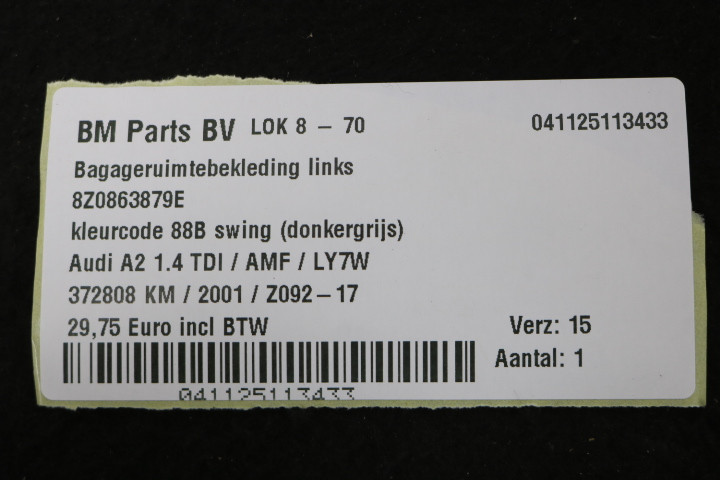 BM Parts BV LOK 8 – 70 041125113433
Bagageruimtebekleding links
8Z0863879E
kleurcode 88B swing (donkergrijs)
Audi A2 1.4 TDI / AMF / LY7W
372808 KM / 2001 / Z092–17
29,75 Euro incl BTW Verz: 15
Aantal: 1
041125113433